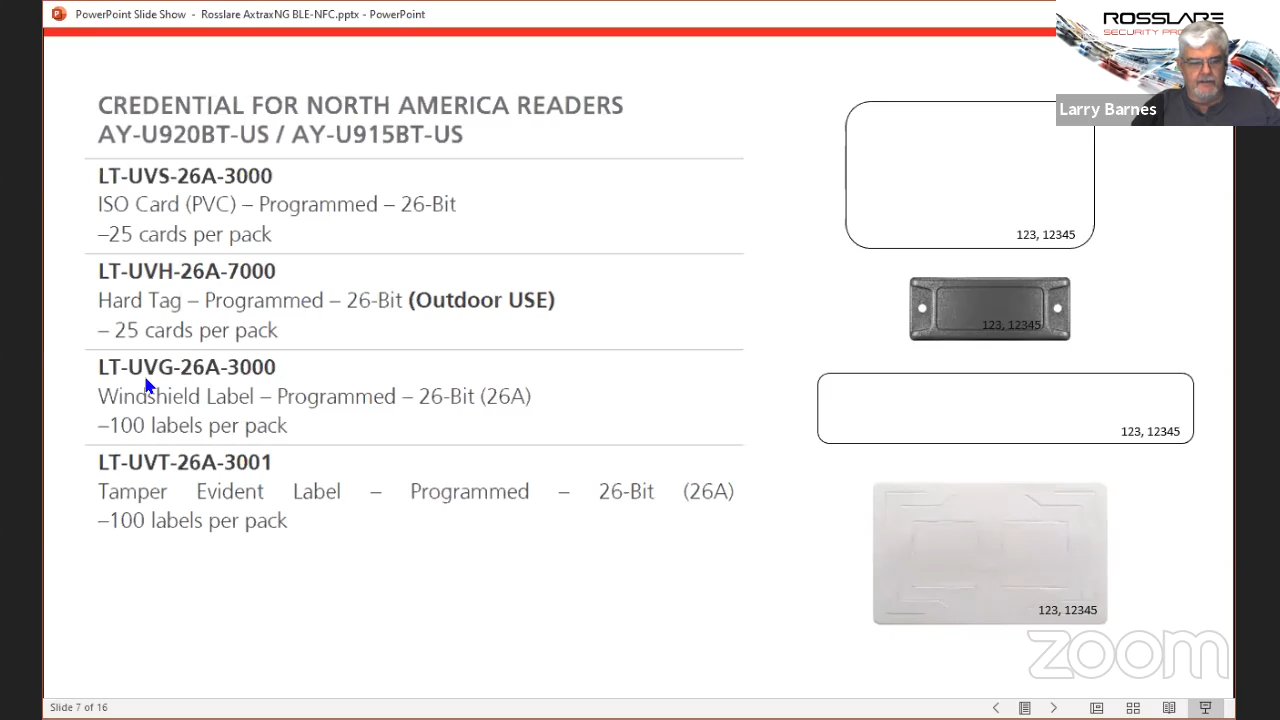 PowerPoint Slide Show - Rosslare AxtraxNG BLE-NFC.pptx - PowerPoint
ROSSLARE
SECURITY PRO
Larry Barnes
CREDENTIAL FOR NORTH AMERICA READERS
AY-U920BT-US / AY-U915BT-US
LT-UVS-26A-3000
ISO Card (PVC) – Programmed – 26-Bit
–25 cards per pack
123, 12345
LT-UVH-26A-7000
Hard Tag – Programmed – 26-Bit (Outdoor USE)
– 25 cards per pack
123, 12345
LT-UVG-26A-3000
Windshield Label – Programmed – 26-Bit (26A)
–100 labels per pack
123, 12345
LT-UVT-26A-3001
Tamper Evident Label – Programmed – 26-Bit (26A)
–100 labels per pack
123, 12345
zoom
Slide 7 of 16